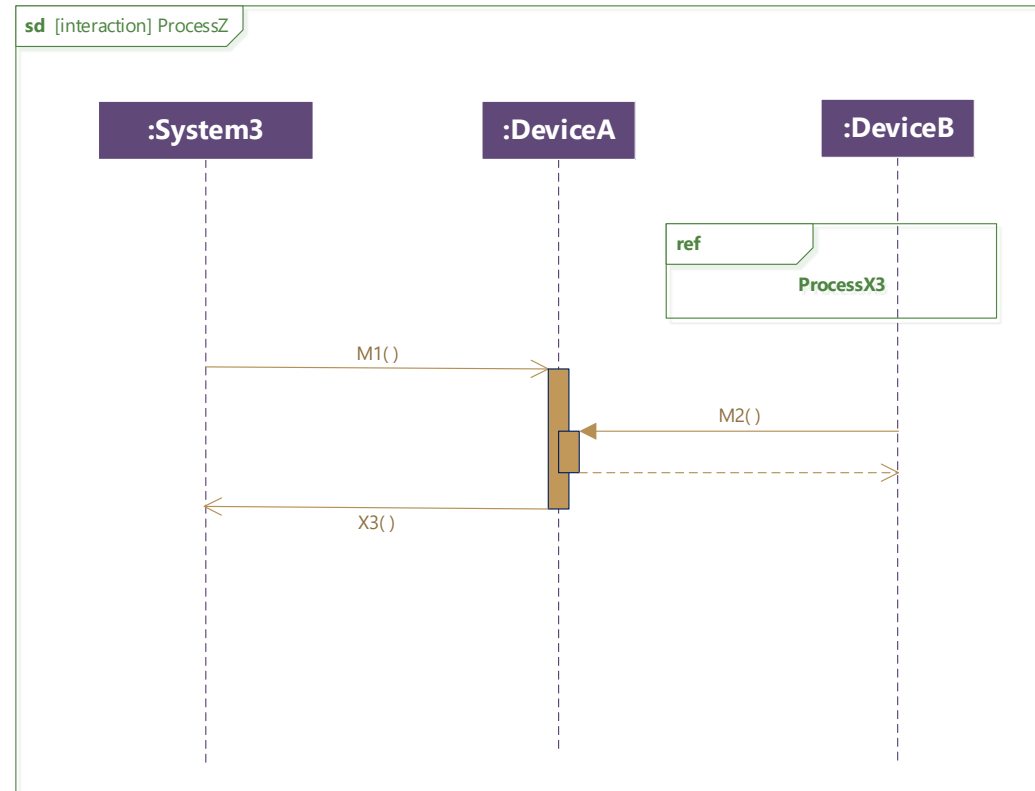 sd [interaction] ProcessZ
:System3
:DeviceA
:DeviceB
ref
ProcessX3
M1( )
M2( )
X3( )